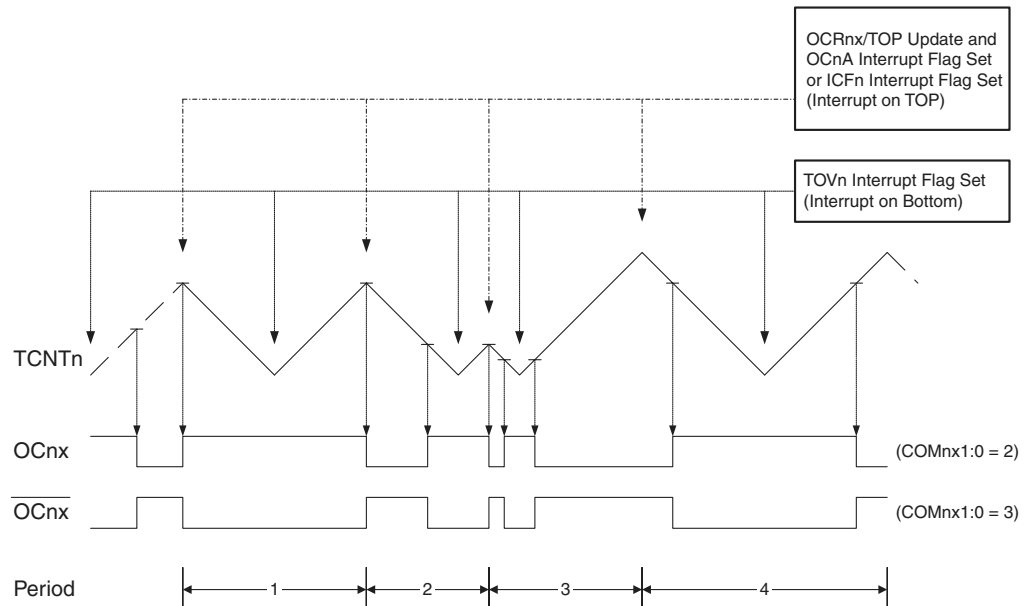 OCRnx/TOP Update and
OCnA Interrupt Flag Set
or ICFn Interrupt Flag Set
(Interrupt on TOP)
TOVn Interrupt Flag Set
(Interrupt on Bottom)
TCNTn
OCnx
(COMnx1:0 = 2)
OCnx
(COMnx1:0 = 3)
Period
1
2
3
4